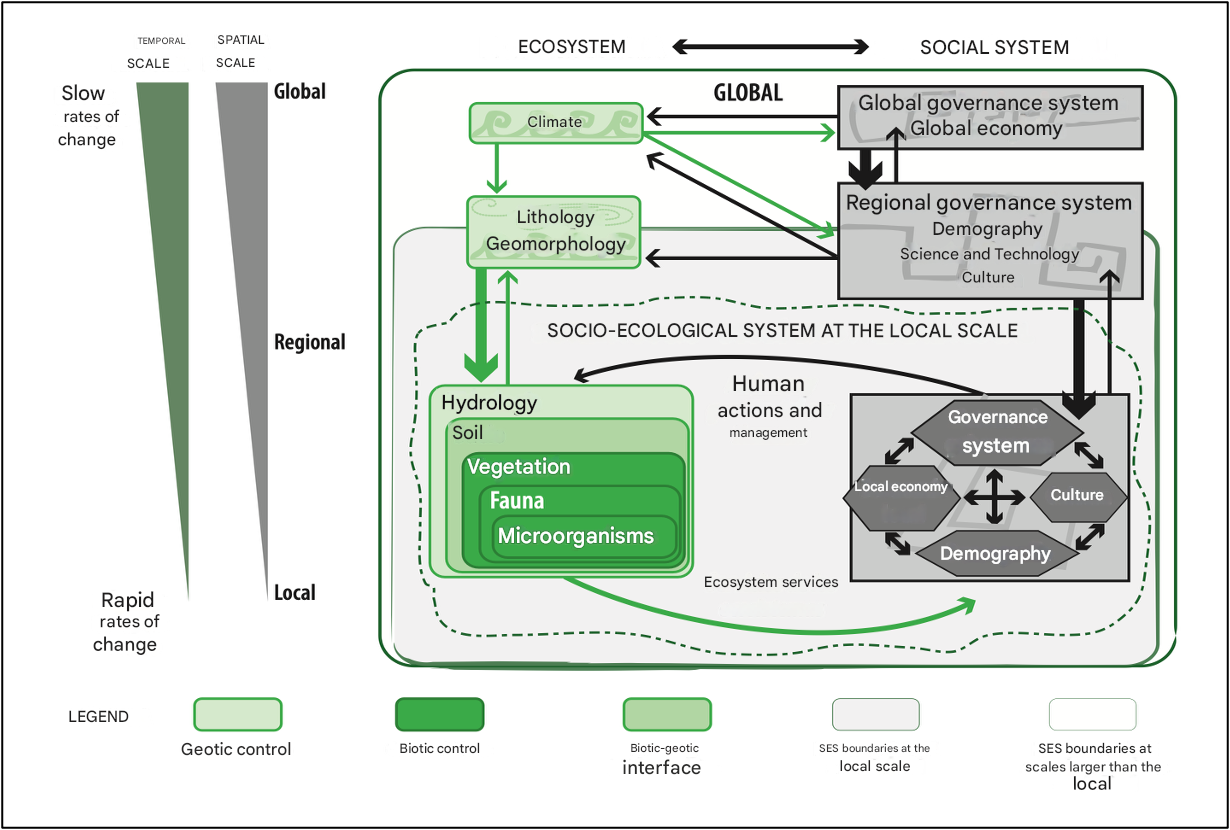 TEMPORAL
SCALE
SPATIAL
SCALE
ECOSYSTEM
SOCIAL SYSTEM
Slow
rates of
change
Global
GLOBAL
Climate
Global governance system
Global economy
Lithology
Geomorphology
Regional governance system
Demography
Science and Technology
Culture
Regional
SOCIO-ECOLOGICAL SYSTEM AT THE LOCAL SCALE
Human
actions and
management
Hydrology
Soil
Vegetation
Fauna
Microorganisms
Governance
system
Local economy
Culture
Demography
Ecosystem services
Local
Rapid
rates of
change
LEGEND
Geotic control
Biotic control
Biotic-geotic
interface
SES boundaries at the
local scale
SES boundaries at
scales larger than the
local